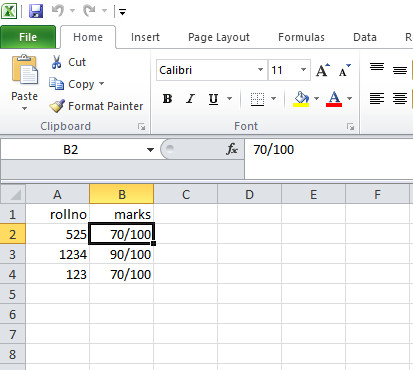 File Home Insert Page Layout Formulas Data R
Cut
Copy
Format Painter
Paste
Clipboard
Calibri 11 A A
B I U A
Font
B2 fx 70/100
A B C D E F
1 rollno marks
2 525 70/100
3 1234 90/100
4 123 70/100
5
6
7
8